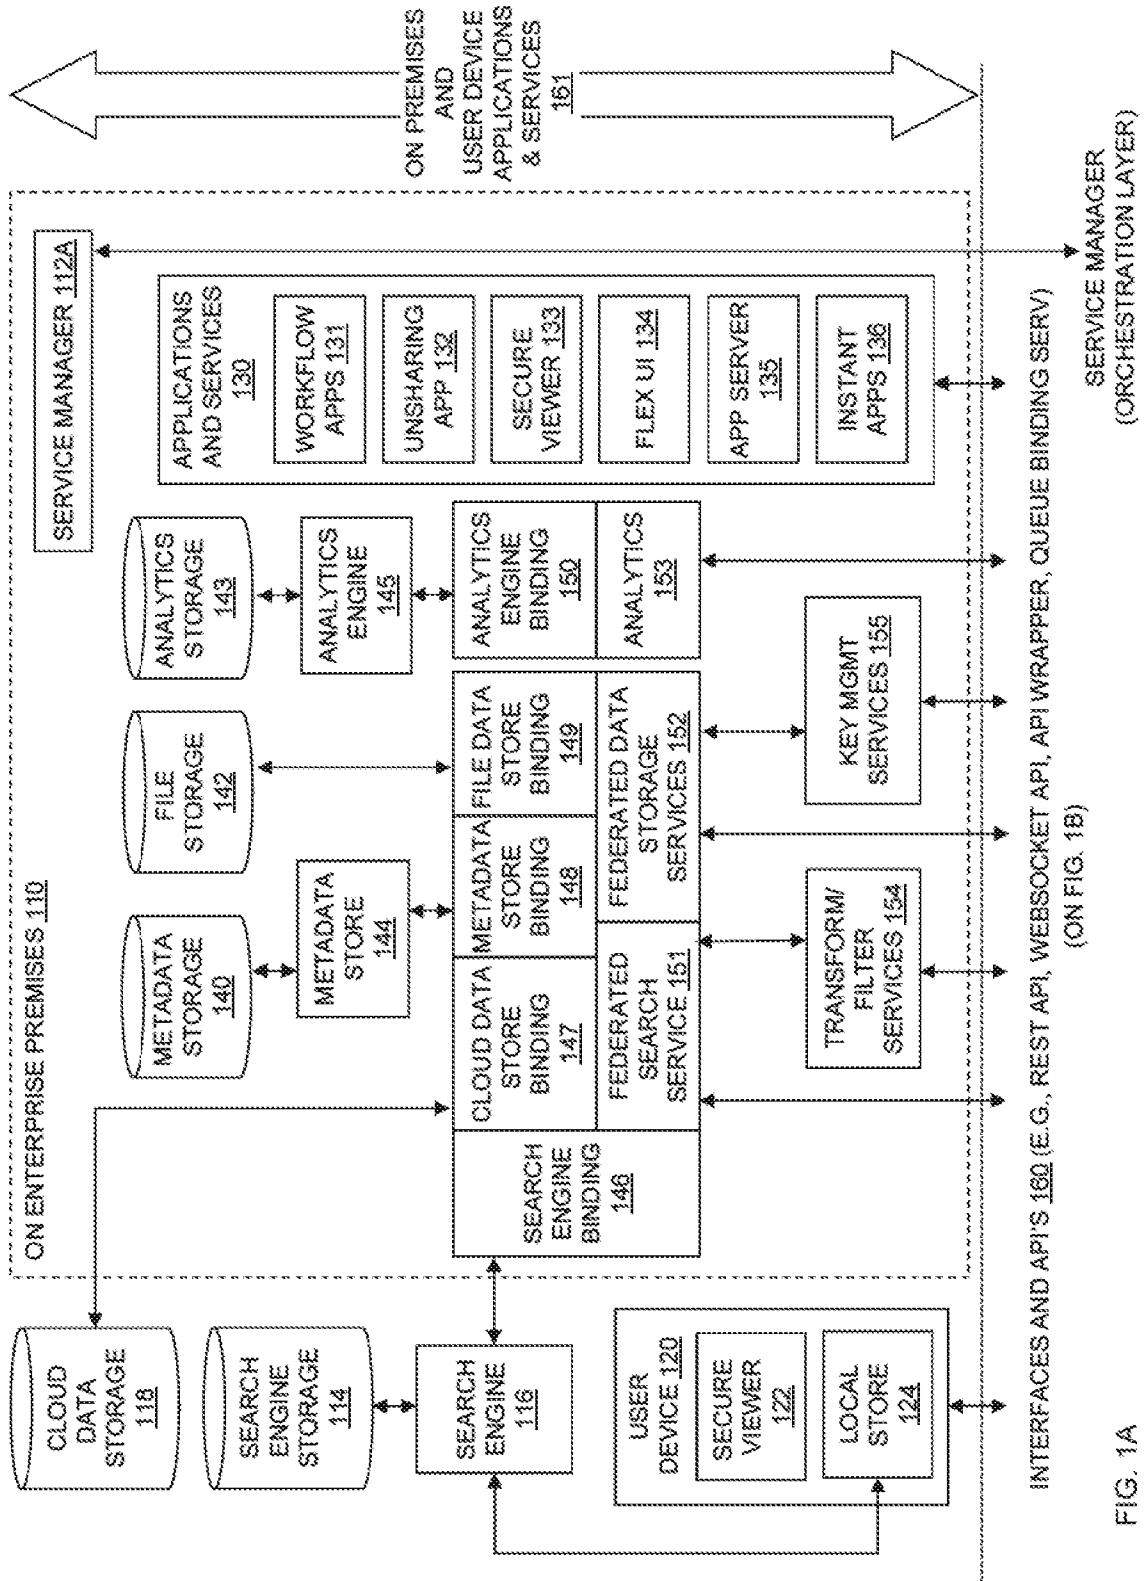 ON ENTERPRISE PREMISES 110
SERVICE MANAGER 112A
CLOUD
DATA
STORAGE
118
SEARCH
ENGINE
STORAGE
114
SEARCH
ENGINE
116
USER
DEVICE 120
SECURE
VIEWER
122
LOCAL
STORE
124
METADATA
STORAGE
140
FILE
STORAGE
142
ANALYTICS
STORAGE
143
METADATA
STORE
144
ANALYTICS
ENGINE
145
SEARCH
ENGINE
BINDING
146
CLOUD DATA
STORE
BINDING
147
METADATA
STORE
BINDING
148
FILE DATA
STORE
BINDING
149
ANALYTICS
ENGINE
BINDING
150
FEDERATED
SEARCH
SERVICE 151
FEDERATED DATA
STORAGE
SERVICES 152
ANALYTICS
153
TRANSFORM/
FILTER
SERVICES 154
KEY MGMT
SERVICES 155
APPLICATIONS
AND SERVICES
130
WORKFLOW
APPS 131
UNSHARING
APP 132
SECURE
VIEWER 133
FLEX UI 134
APP SERVER
135
INSTANT
APPS 136
ON PREMISES
AND
USER DEVICE
APPLICATIONS
& SERVICES
161
INTERFACES AND API'S 160 (E.G., REST API, WEBSOCKET API, API WRAPPER, QUEUE BINDING SERV)
(ON FIG. 1B)
SERVICE MANAGER
(ORCHESTRATION LAYER)
FIG. 1A